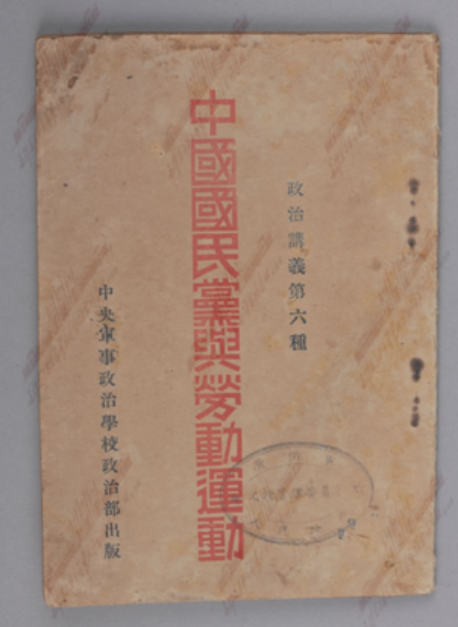 政治講義第六種
中國國民黨與勞動運動
中央軍事政治學校政治部出版